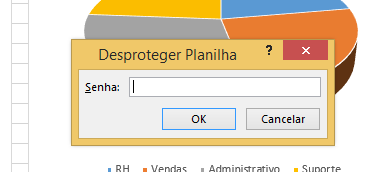 Desproteger Planilha ?
Senha:
OK Cancelar
RH Vendas Administrativo Suporte